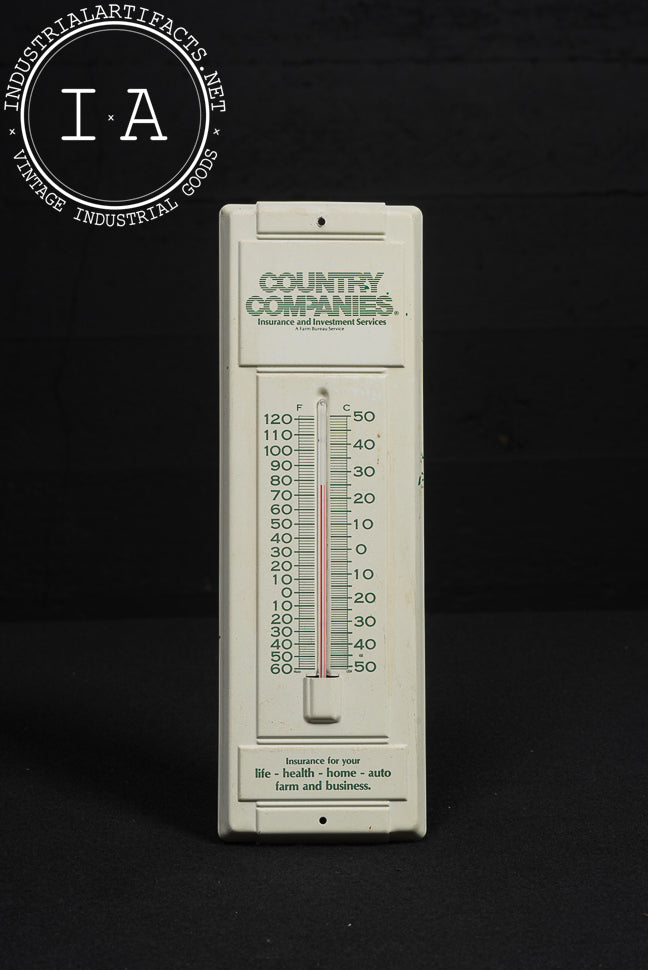 INDUSTRIALARTIFACTS.NET
I x A
VINTAGE INDUSTRIAL GOODS
COUNTRY
COMPANIES®
Insurance and Investment Services
A Farm Bureau Service
F C
120 50
110
100 40
90 30
80
70 20
60
50 10
40
30 0
20
10 10
0
10 20
20
30 30
40 40
50
60 50
Insurance for your
life - health - home - auto
farm and business.